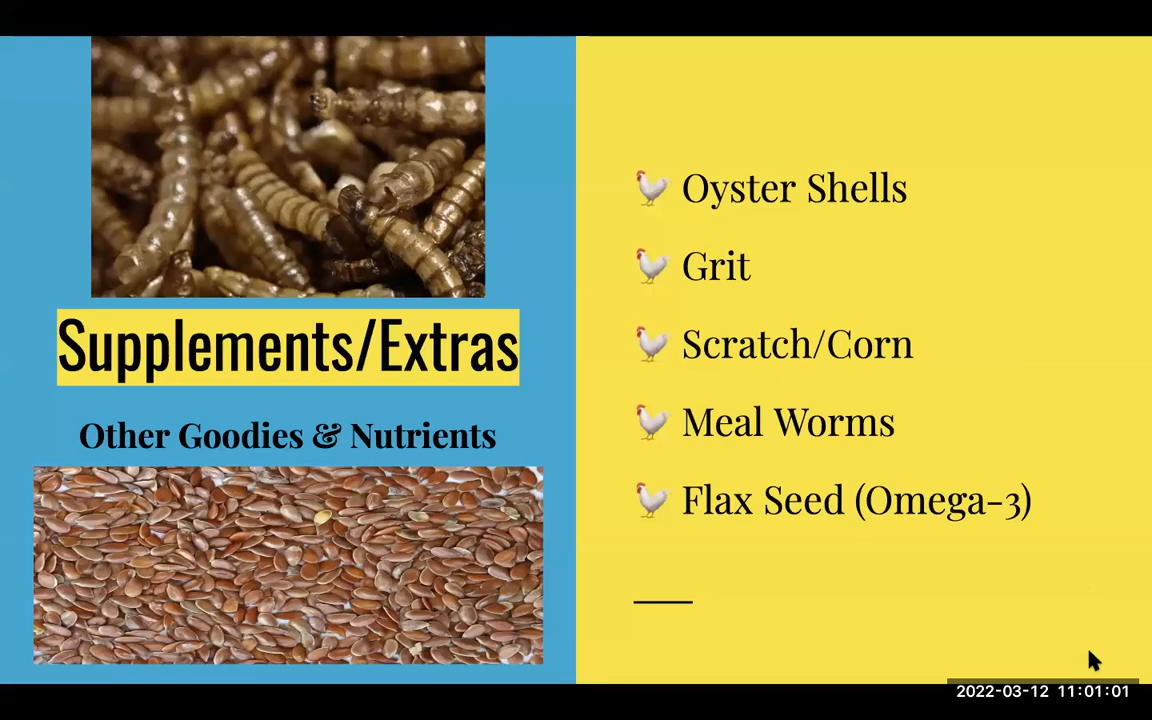 Supplements/Extras
Other Goodies & Nutrients
Oyster Shells
Grit
Scratch/Corn
Meal Worms
Flax Seed (Omega-3)
2022-03-12 11:01:01